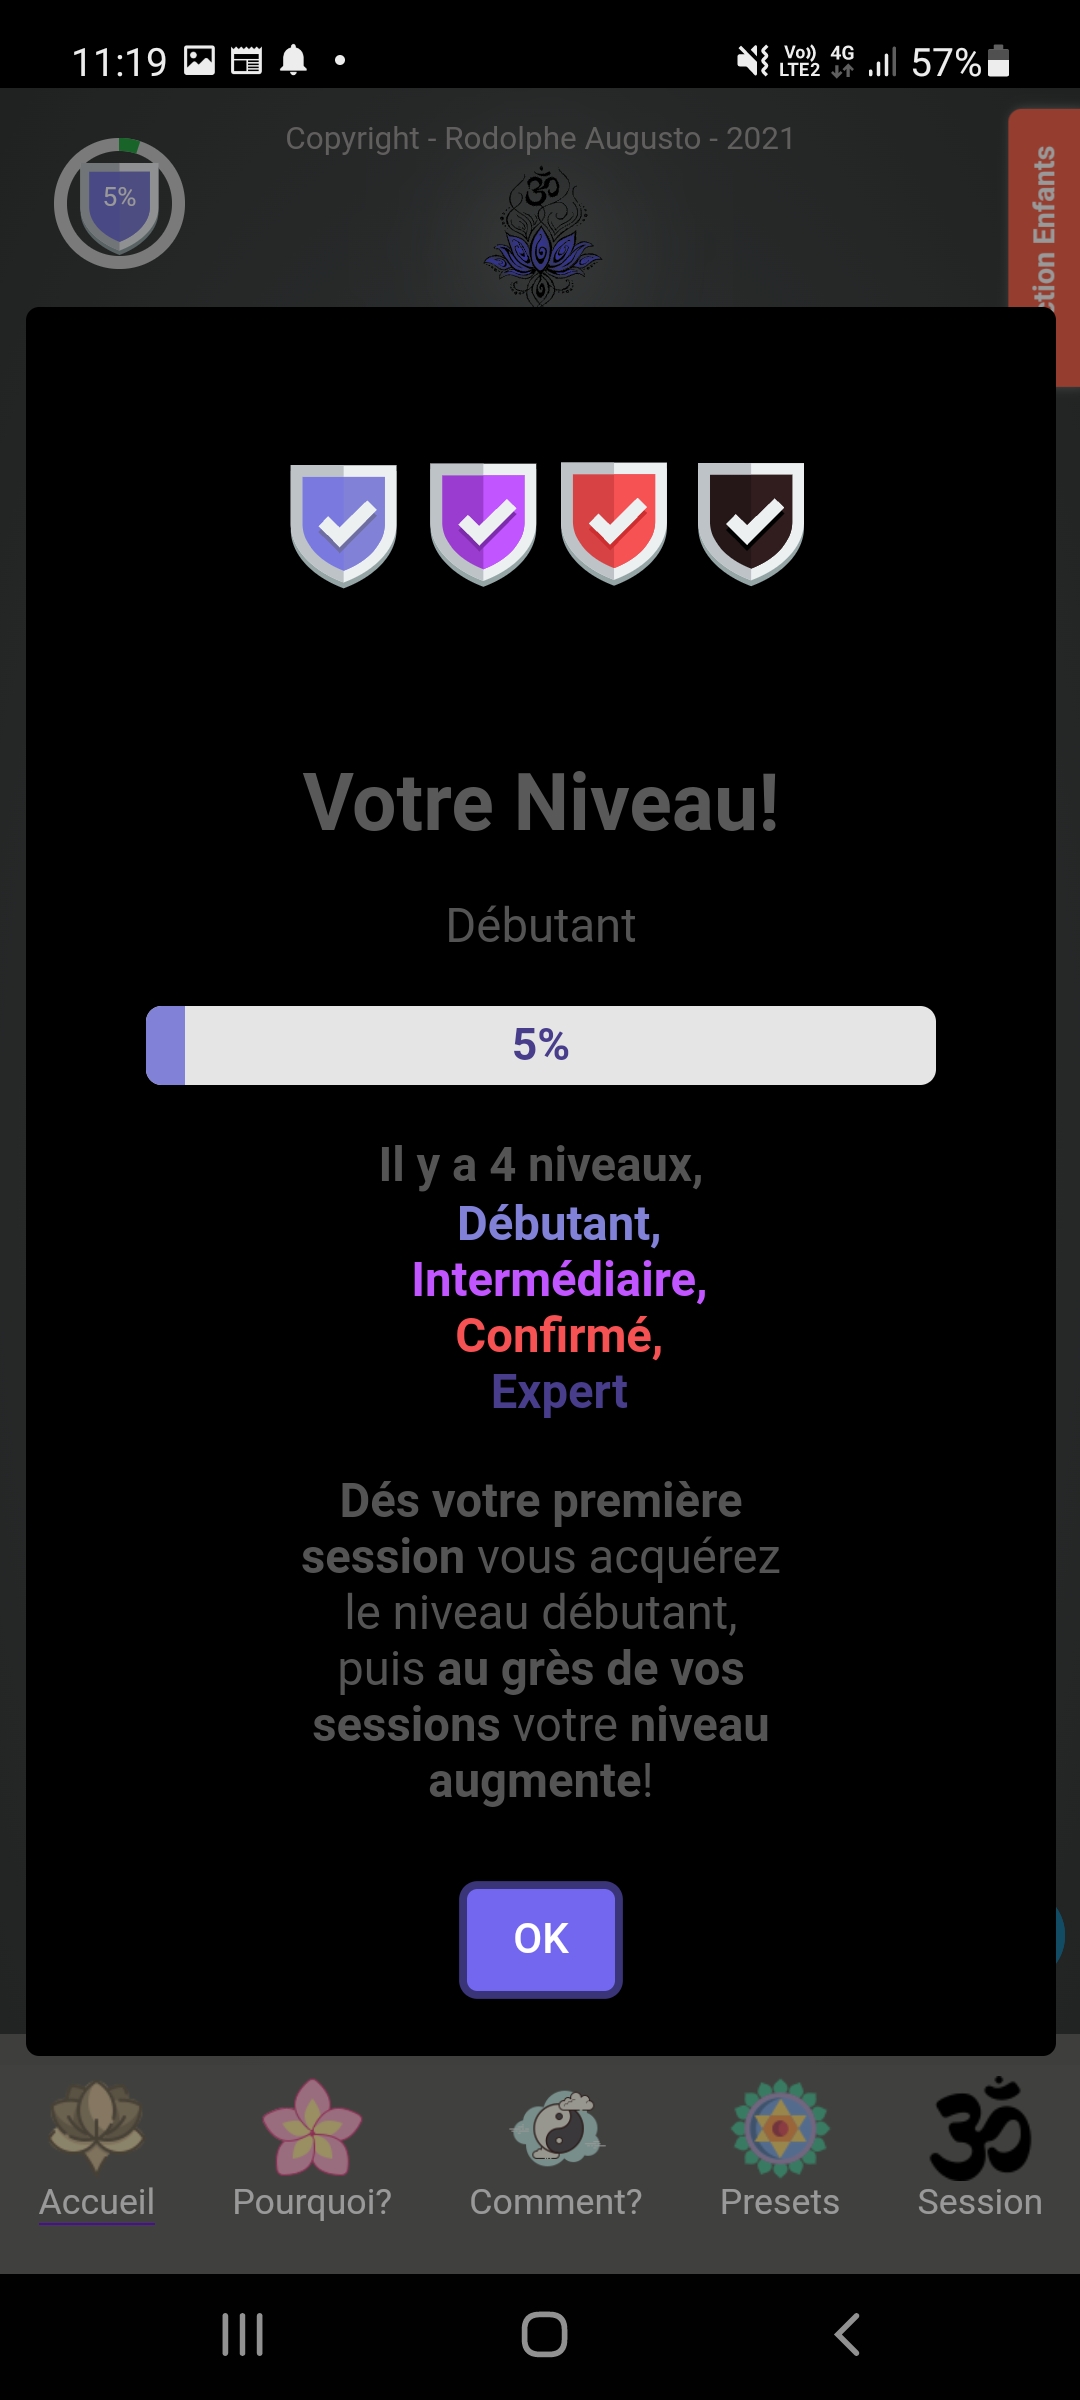 11:19
Vo)) LTE2 4G 57%
Copyright - Rodolphe Augusto - 2021
5%
ction Enfants
Votre Niveau!
Débutant
5%
Il y a 4 niveaux,
Débutant,
Intermédiaire,
Confirmé,
Expert
Dés votre première
session vous acquérez
le niveau débutant,
puis au grès de vos
sessions votre niveau
augmente!
OK
Accueil Pourquoi? Comment? Presets Session